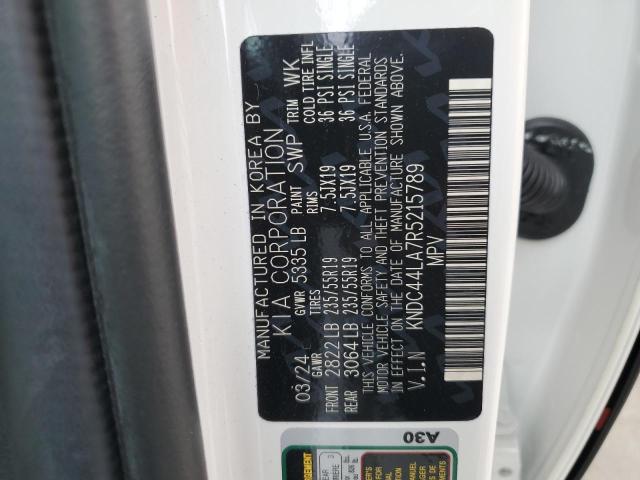 MANUFACTURED IN KOREA BY
KIA CORPORATION
03/24 GVWR 5335 LB PAINT SWP TRIM WK
GAWR TIRES RIMS COLD TIRE INFL
FRONT 2822 LB 235/55R19 7.5JX19 36 PSI SINGLE
REAR 3064 LB 235/55R19 7.5JX19 36 PSI SINGLE
THIS VEHICLE CONFORMS TO ALL APPLICABLE U.S.A. FEDERAL
MOTOR VEHICLE SAFETY AND THEFT PREVENTION STANDARDS
IN EFFECT ON THE DATE OF MANUFACTURE SHOWN ABOVE.
V.I.N KNDC44LA7R5215789
MPV
A30